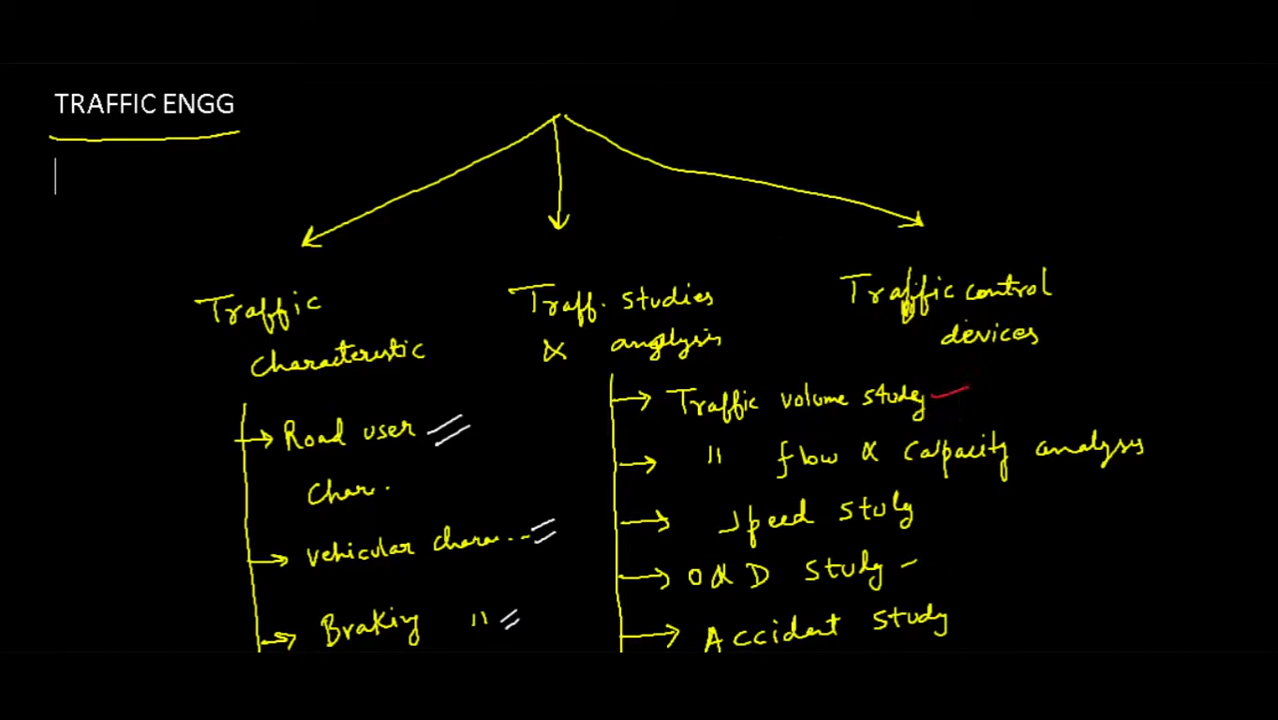 TRAFFIC ENGG
Traffic
characteristic
Road user
char.
vehicular chara...
Braking "
Traff. studies
& analysis
Traffic volume study
" flow & capacity analysis
speed study
O & D study
Accident study
Traffic control
devices